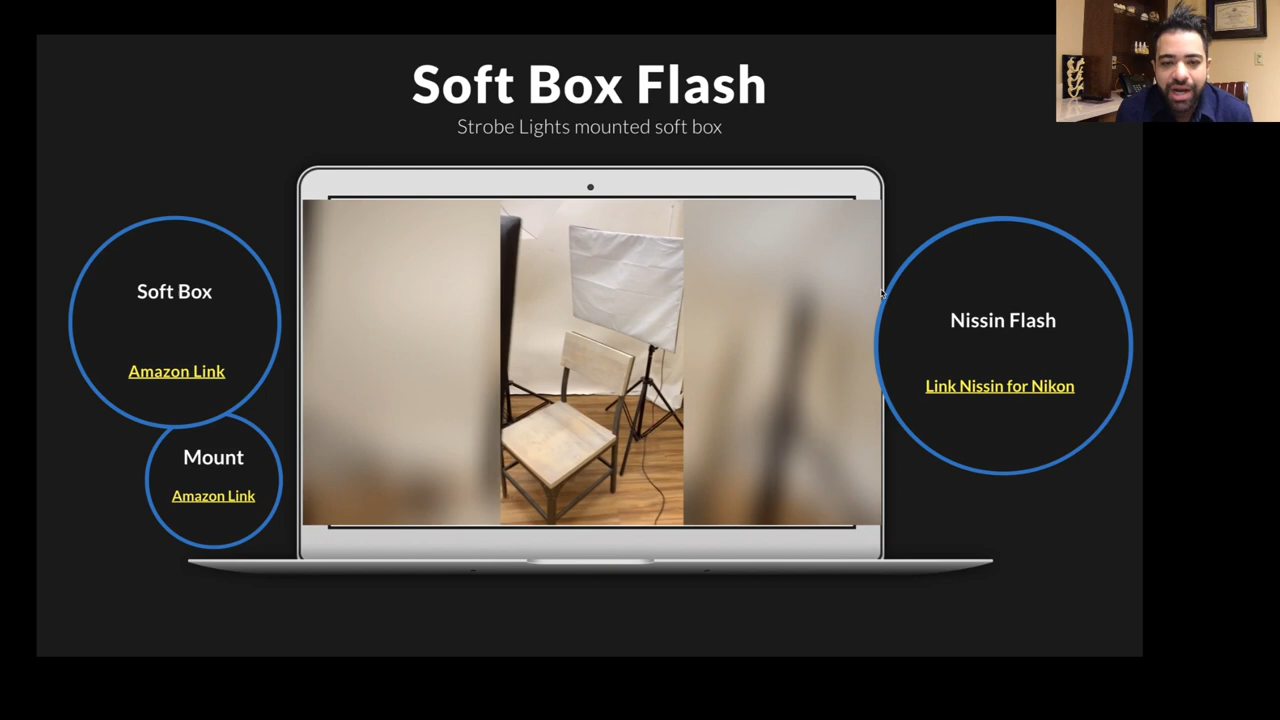 Soft Box Flash
Strobe Lights mounted soft box
Soft Box
Amazon Link
Mount
Amazon Link
Nissin Flash
Link Nissin for Nikon